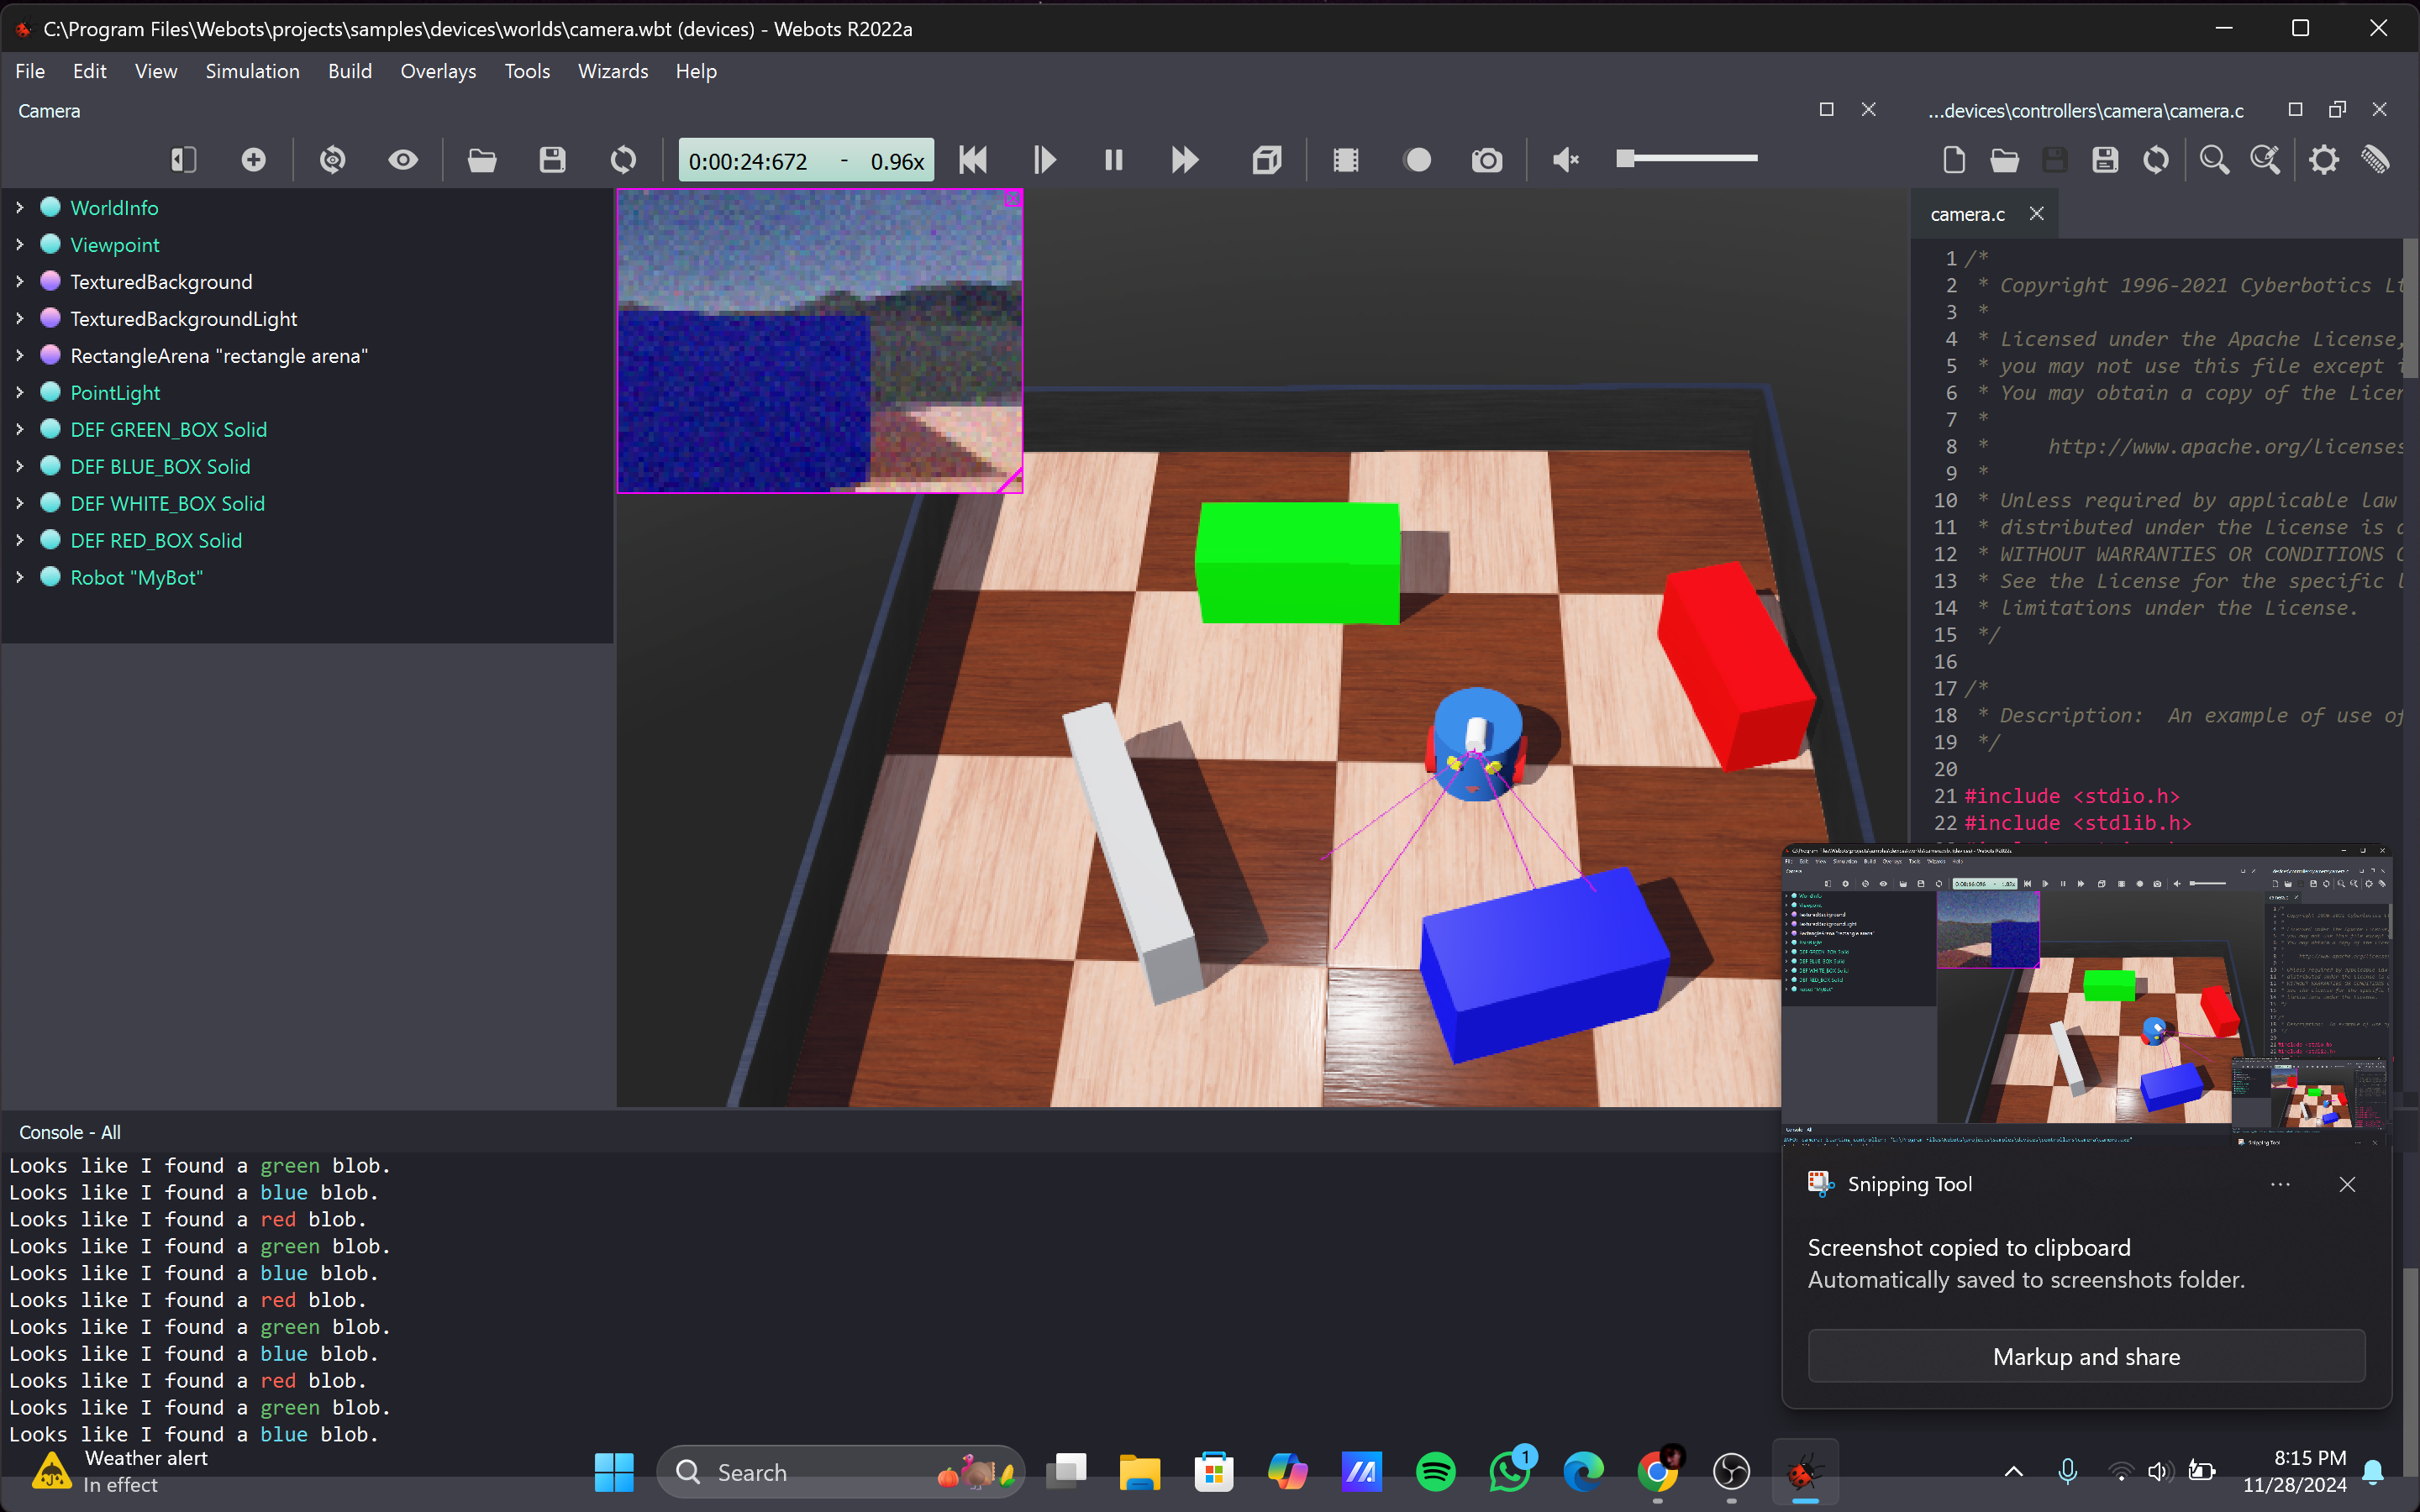 C:\Program Files\Webots\projects\samples\devices\worlds\camera.wbt (devices) - Webots R2022a
File Edit View Simulation Build Overlays Tools Wizards Help
Camera
...devices\controllers\camera\camera.c
0:00:24:672 - 0.96x
WorldInfo
Viewpoint
TexturedBackground
TexturedBackgroundLight
RectangleArena "rectangle arena"
PointLight
DEF GREEN_BOX Solid
DEF BLUE_BOX Solid
DEF WHITE_BOX Solid
DEF RED_BOX Solid
Robot "MyBot"
camera.c
1 /*
2 * Copyright 1996-2021 Cyberbotics Lt
3 *
4 * Licensed under the Apache License,
5 * you may not use this file except i
6 * You may obtain a copy of the Licen
7 *
8 * http://www.apache.org/licenses
9 *
10 * Unless required by applicable law
11 * distributed under the License is d
12 * WITHOUT WARRANTIES OR CONDITIONS O
13 * See the License for the specific l
14 * limitations under the License.
15 */
16
17 /*
18 * Description: An example of use of
19 */
20
21 #include <stdio.h>
22 #include <stdlib.h>
Console - All
Looks like I found a green blob.
Looks like I found a blue blob.
Looks like I found a red blob.
Looks like I found a green blob.
Looks like I found a blue blob.
Looks like I found a red blob.
Looks like I found a green blob.
Looks like I found a blue blob.
Looks like I found a red blob.
Looks like I found a green blob.
Looks like I found a blue blob.
Snipping Tool
Screenshot copied to clipboard
Automatically saved to screenshots folder.
Markup and share
Weather alert
In effect
Search
1
8:15 PM
11/28/2024